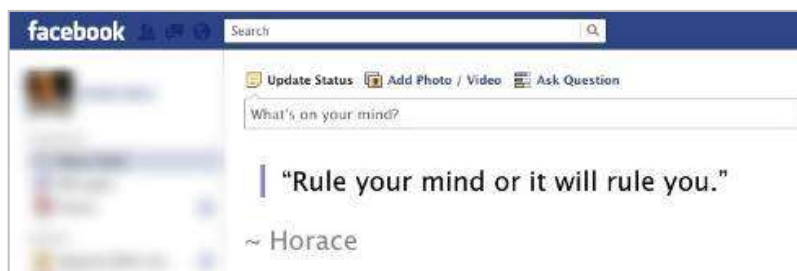 facebook Search
Update Status Add Photo / Video Ask Question
What's on your mind?
“Rule your mind or it will rule you.”
~ Horace